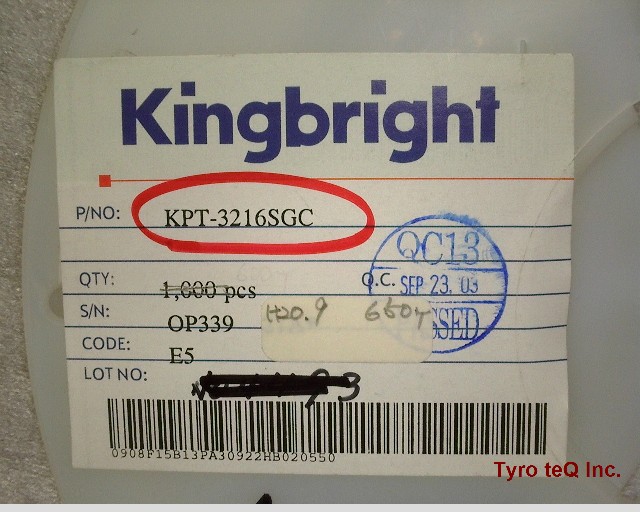 Kingbright
P/NO: KPT-3216SGC
QC13
QTY: 1,000 pcs
Q.C. SEP 23. 03
S/N: OP339
CODE: E5
LOT NO: 93
0908F15B13PA30922HB020550
Tyro teQ Inc.